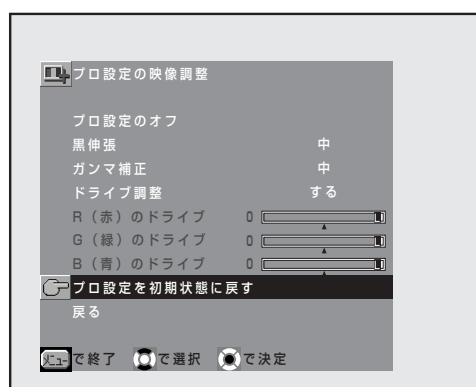 プロ設定の映像調整
プロ設定のオフ
黒伸張 中
ガンマ補正 中
ドライブ調整 する
R（赤）のドライブ 0
G（緑）のドライブ 0
B（青）のドライブ 0
プロ設定を初期状態に戻す
戻る
メニューで終了 で選択 で決定